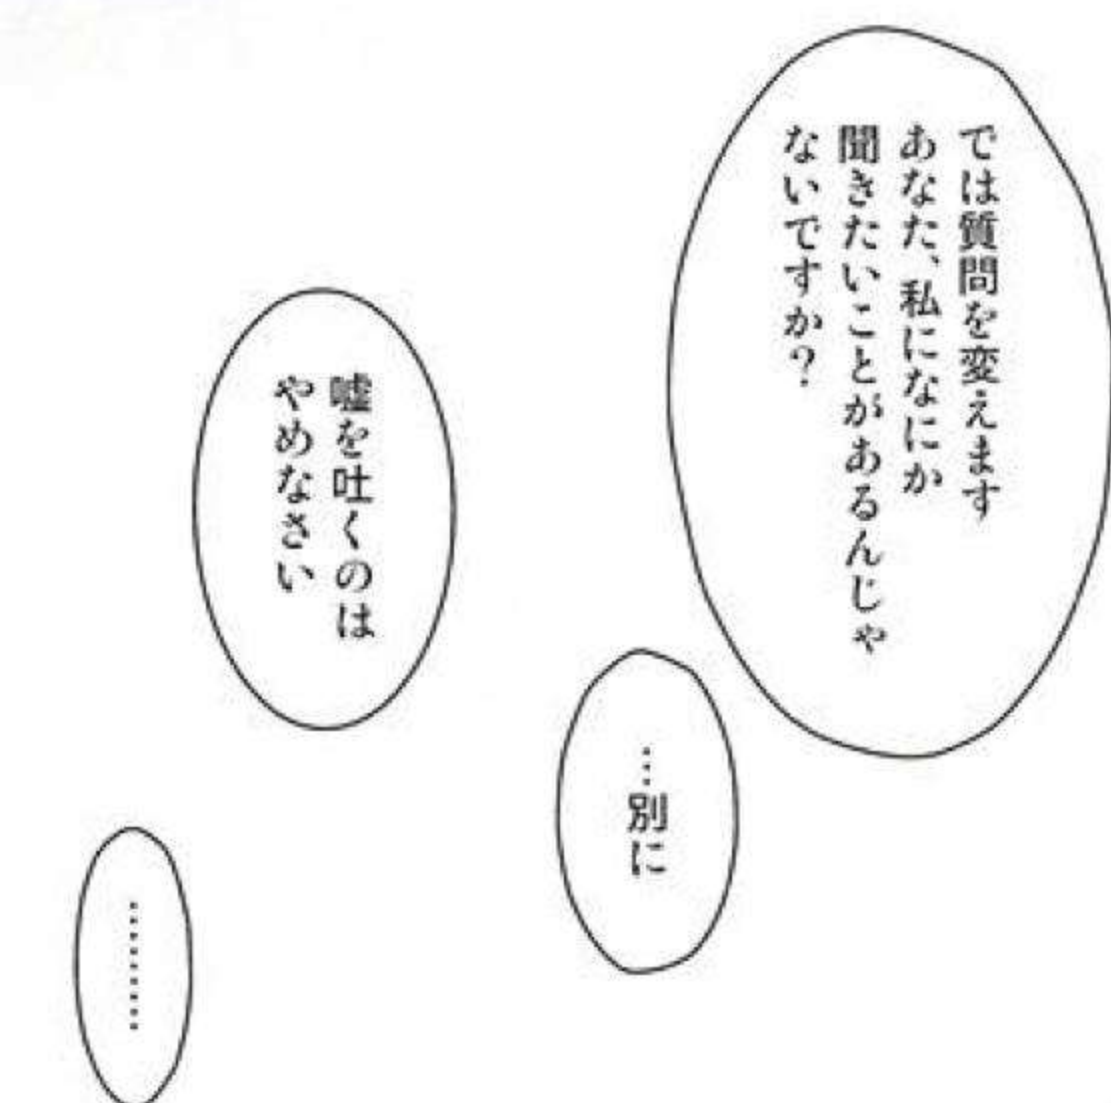 では質問を変えます
あなた、私になにか
聞きたいことがあるんじゃ
ないですか？
…別に
嘘を吐くのは
やめなさい
………